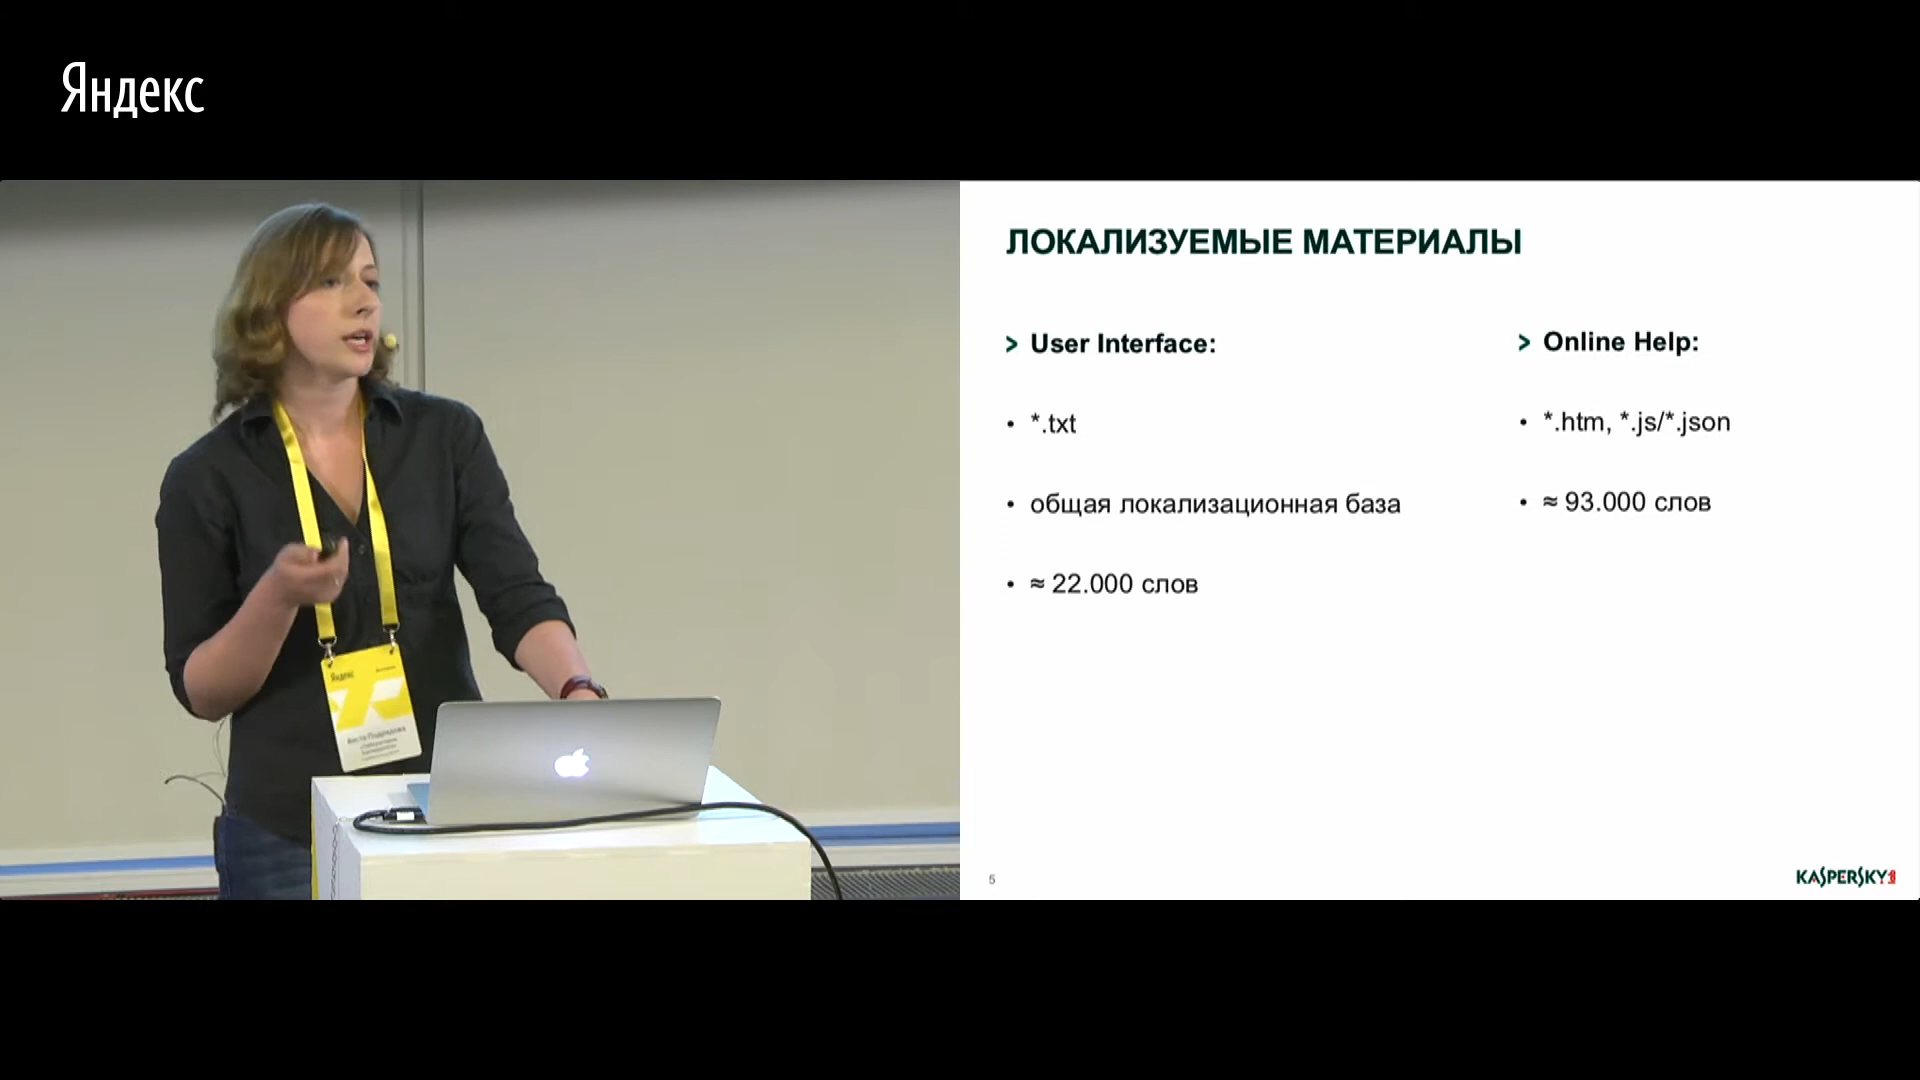 Яндекс
ЛОКАЛИЗУЕМЫЕ МАТЕРИАЛЫ
> User Interface:
• *.txt
• общая локализационная база
• ≈ 22.000 слов
> Online Help:
• *.htm, *.js/*.json
• ≈ 93.000 слов
5
KASPERSKY
Яндекс